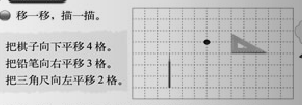 移一移，描一描。
把棋子向下平移4格。
把铅笔向右平移3格。
把三角尺向左平移2格。